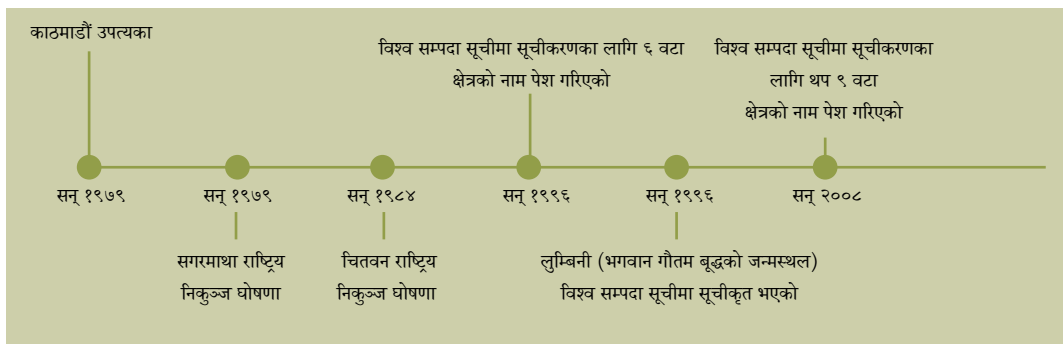 काठमाडौं उपत्यका
विश्व सम्पदा सूचीमा सूचीकरणका लागि ६ वटा
क्षेत्रको नाम पेश गरिएको
विश्व सम्पदा सूचीमा सूचीकरणका
लागि थप ९ वटा
क्षेत्रको नाम पेश गरिएको
सन् १९७९
सन् १९७९
सन् १९८४
सन् १९९६
सन् १९९६
सन् २००८
सगरमाथा राष्ट्रिय
निकुञ्ज घोषणा
चितवन राष्ट्रिय
निकुञ्ज घोषणा
लुम्बिनी (भगवान गौतम बूद्धको जन्मस्थल)
विश्व सम्पदा सूचीमा सूचीकृत भएको